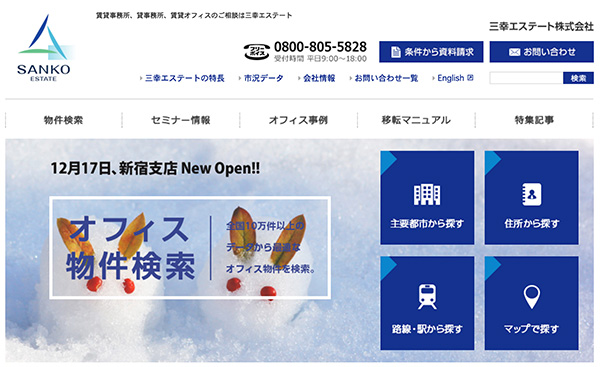 賃貸事務所、貸事務所、賃貸オフィスのご相談は三幸エステート
SANKO
ESTATE
三幸エステート株式会社
フリーボイス 0800-805-5828
受付時間 平日9:00~18:00
条件から資料請求
お問い合わせ
三幸エステートの特長
市況データ
会社情報
お問い合わせ一覧
English
検索
物件検索
セミナー情報
オフィス事例
移転マニュアル
特集記事
12月17日、新宿支店 New Open!!
オフィス
物件検索
全国10万件以上の
データから最適な
オフィス物件を検索。
主要都市から探す
住所から探す
路線・駅から探す
マップで探す